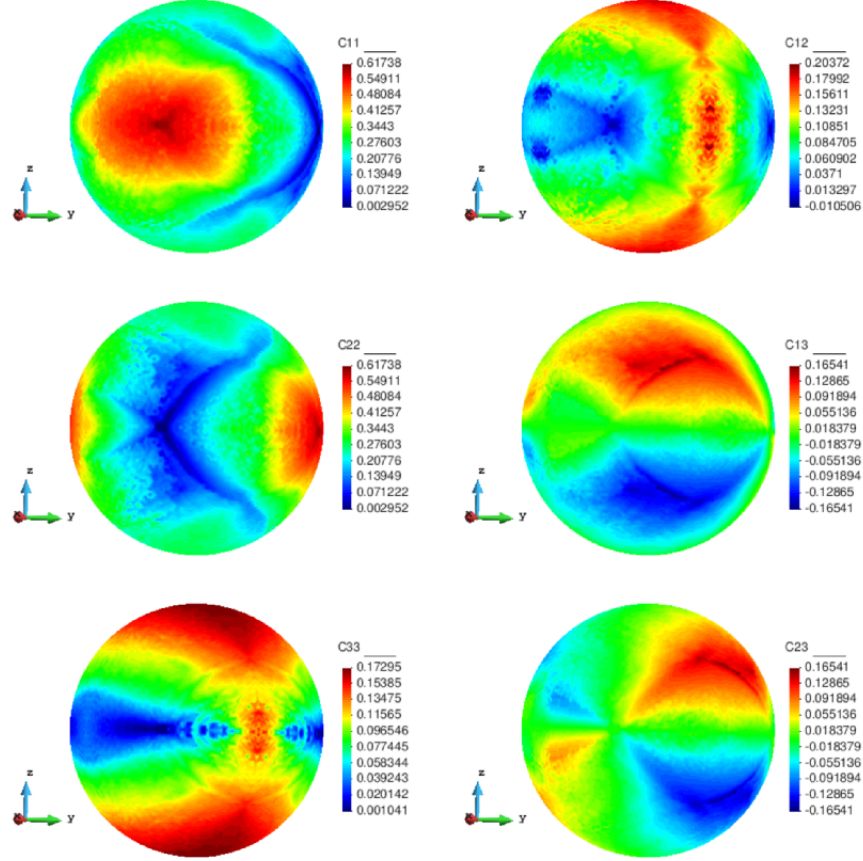 C11
0.61738
0.54911
0.48084
0.41257
0.3443
0.27603
0.20776
0.13949
0.071222
0.002952
z
x
y
C12
0.20372
0.17992
0.15611
0.13231
0.10851
0.084705
0.060902
0.0371
0.013297
-0.010506
z
x
y
C22
0.61738
0.54911
0.48084
0.41257
0.3443
0.27603
0.20776
0.13949
0.071222
0.002952
z
x
y
C13
0.16541
0.12865
0.091894
0.055136
0.018379
-0.018379
-0.055136
-0.091894
-0.12865
-0.16541
z
x
y
C33
0.17295
0.15385
0.13475
0.11565
0.096546
0.077445
0.058344
0.039243
0.020142
0.001041
z
x
y
C23
0.16541
0.12865
0.091894
0.055136
0.018379
-0.018379
-0.055136
-0.091894
-0.12865
-0.16541
z
x
y